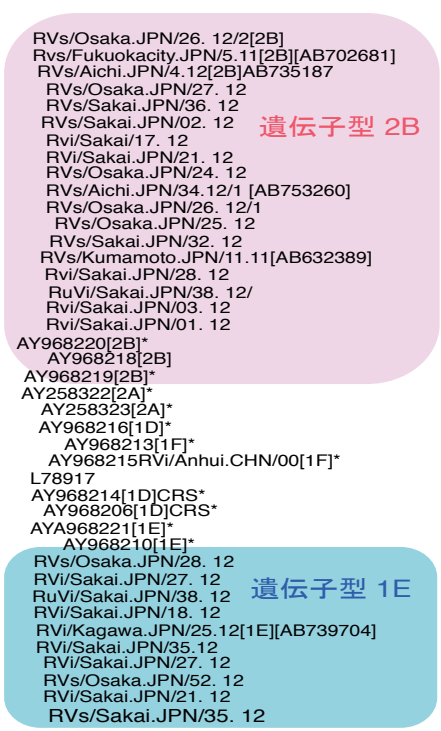 RVs/Osaka.JPN/26. 12/2[2B]
Rvs/Fukuokacity.JPN/5.11[2B][AB702681]
RVs/Aichi.JPN/4.12[2B]AB735187
RVs/Osaka.JPN/27. 12
RVs/Sakai.JPN/36. 12
RVs/Sakai.JPN/02. 12
遺伝子型 2B
Rvi/Sakai/17. 12
RVi/Sakai.JPN/21. 12
RVs/Osaka.JPN/24. 12
RVs/Aichi.JPN/34.12/1 [AB753260]
RVs/Osaka.JPN/26. 12/1
RVs/Osaka.JPN/25. 12
RVs/Sakai.JPN/32. 12
RVs/Kumamoto.JPN/11.11[AB632389]
Rvi/Sakai.JPN/28. 12
RuVi/Sakai.JPN/38. 12/
Rvi/Sakai.JPN/03. 12
Rvi/Sakai.JPN/01. 12
AY968220[2B]*
AY968218[2B]
AY968219[2B]*
AY258322[2A]*
AY258323[2A]*
AY968216[1D]*
AY968213[1F]*
AY968215RVi/Anhui.CHN/00[1F]*
L78917
AY968214[1D]CRS*
AY968206[1D]CRS*
AYA968221[1E]*
AY968210[1E]*
RVs/Osaka.JPN/28. 12
RVi/Sakai.JPN/27. 12
RuVi/Sakai.JPN/38. 12
遺伝子型 1E
RVi/Sakai.JPN/18. 12
RVi/Kagawa.JPN/25.12[1E][AB739704]
RVi/Sakai.JPN/35.12
RVi/Sakai.JPN/27. 12
RVs/Osaka.JPN/52. 12
RVi/Sakai.JPN/21. 12
RVs/Sakai.JPN/35. 12